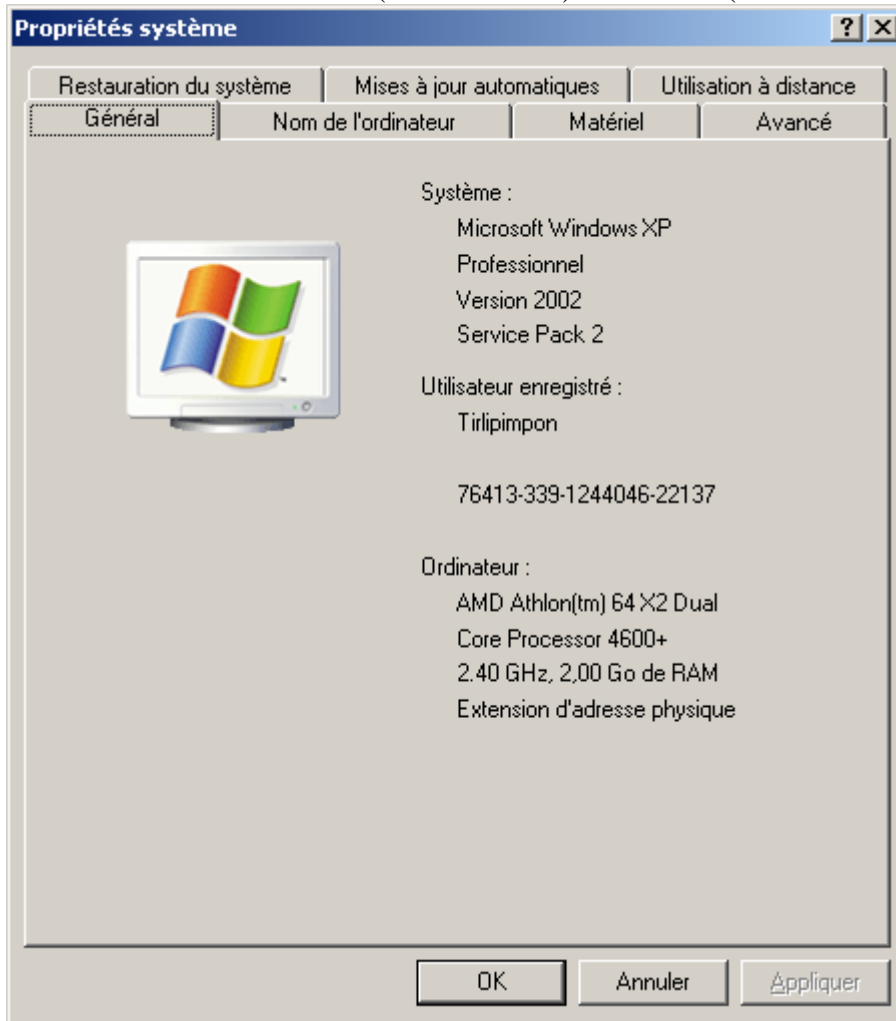 Propriétés système
Restauration du système
Mises à jour automatiques
Utilisation à distance
Général
Nom de l'ordinateur
Matériel
Avancé
Système :
Microsoft Windows XP
Professionnel
Version 2002
Service Pack 2
Utilisateur enregistré :
Tirlipimpon
76413-339-1244046-22137
Ordinateur :
AMD Athlon(tm) 64 X2 Dual
Core Processor 4600+
2.40 GHz, 2,00 Go de RAM
Extension d'adresse physique
OK
Annuler
Appliquer